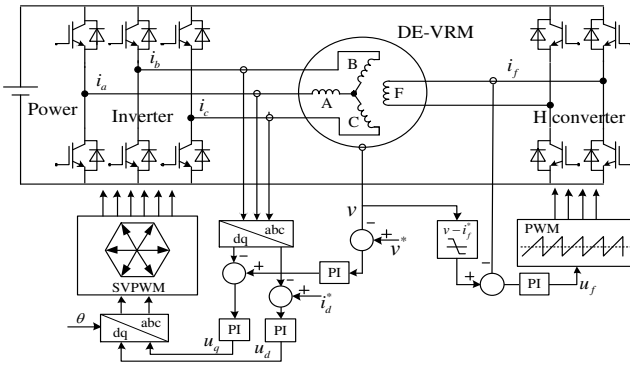 DE-VRM
i_b
B
i_f
i_a
A
F
Power
Inverter
i_c
C
H converter
v
v − i_f^*
PWM
dq
abc
−
+
v^*
−
SVPWM
−
+
PI
−
+
i_d^*
+
PI
u_f
θ
dq
abc
PI
PI
u_q
u_d